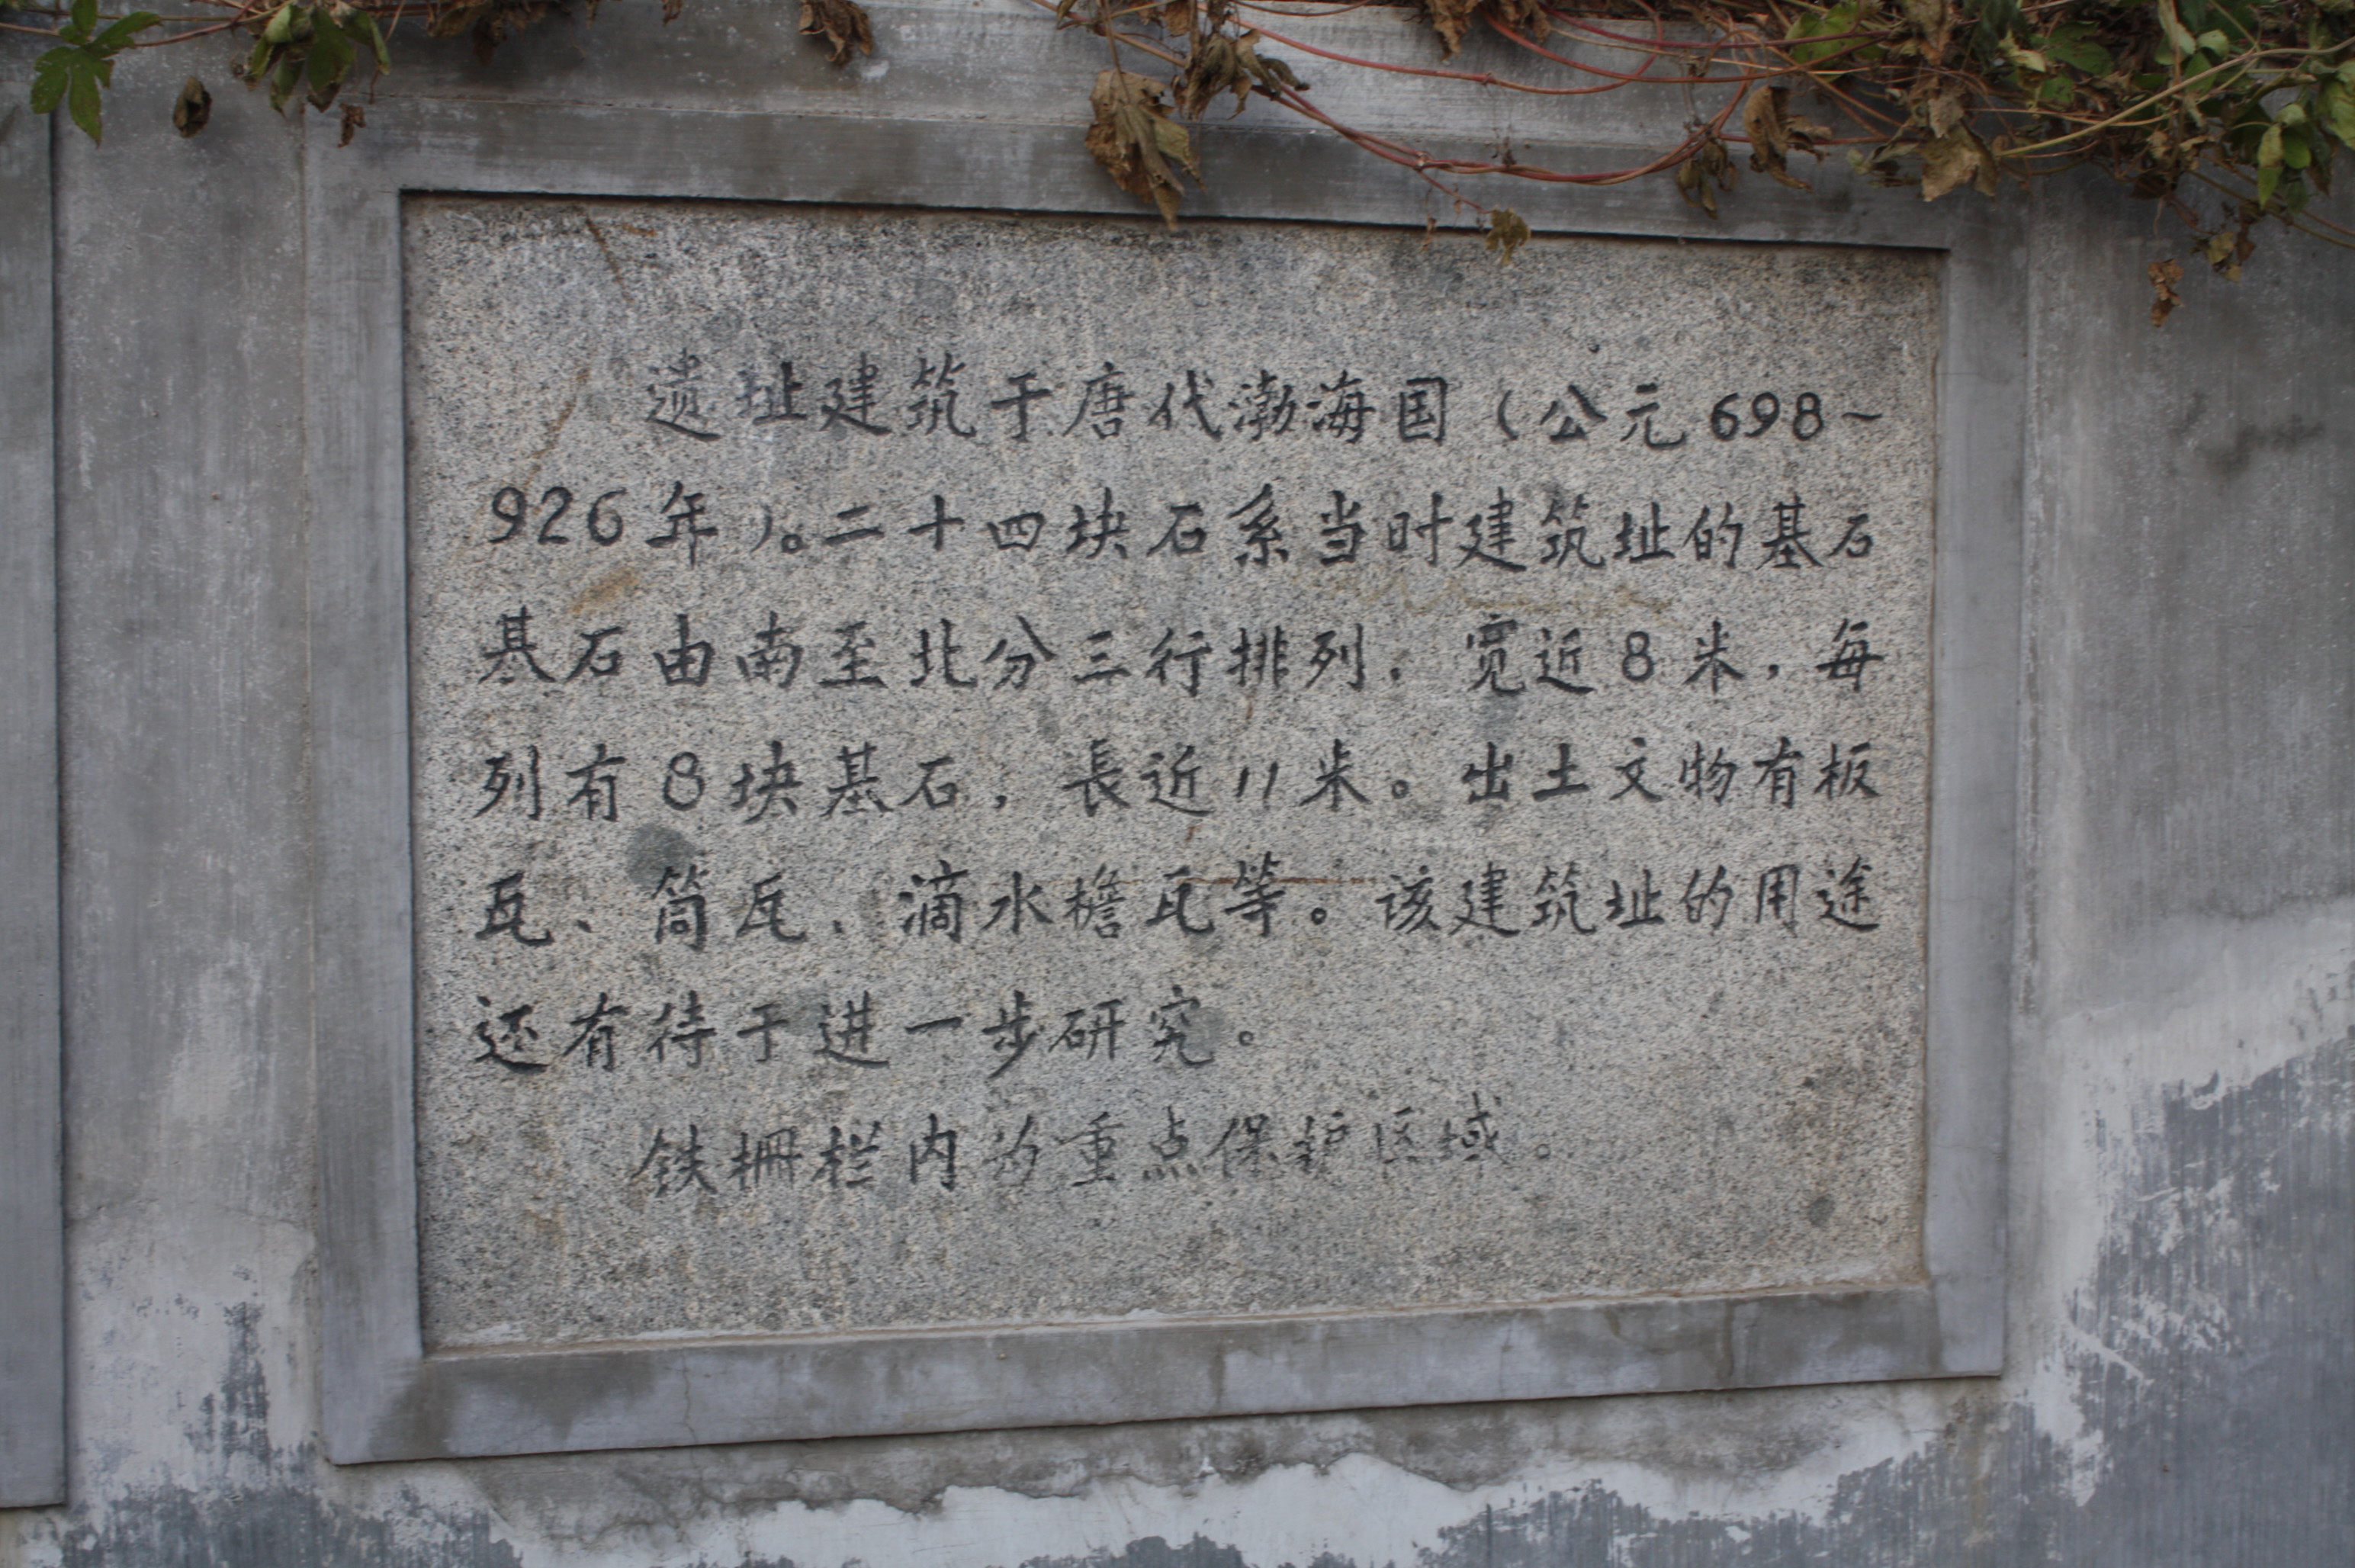 遗址建筑于唐代渤海国（公元698~
926年）。二十四块石系当时建筑址的基石
基石由南至北分三行排列，宽近8米，每
列有8块基石，長近11米。出土文物有板
瓦、筒瓦、滴水檐瓦等。该建筑址的用途
还有待于进一步研究。
铁栅栏内为重点保护区域。